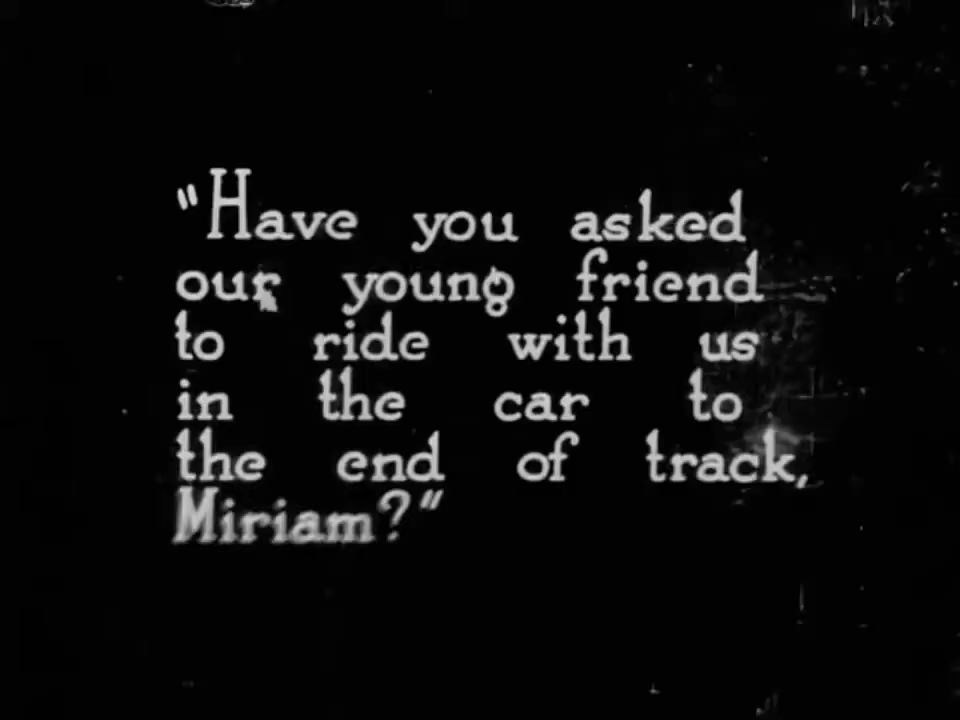 "Have you asked
our young friend
to ride with us
in the car to
the end of track,
Miriam?"